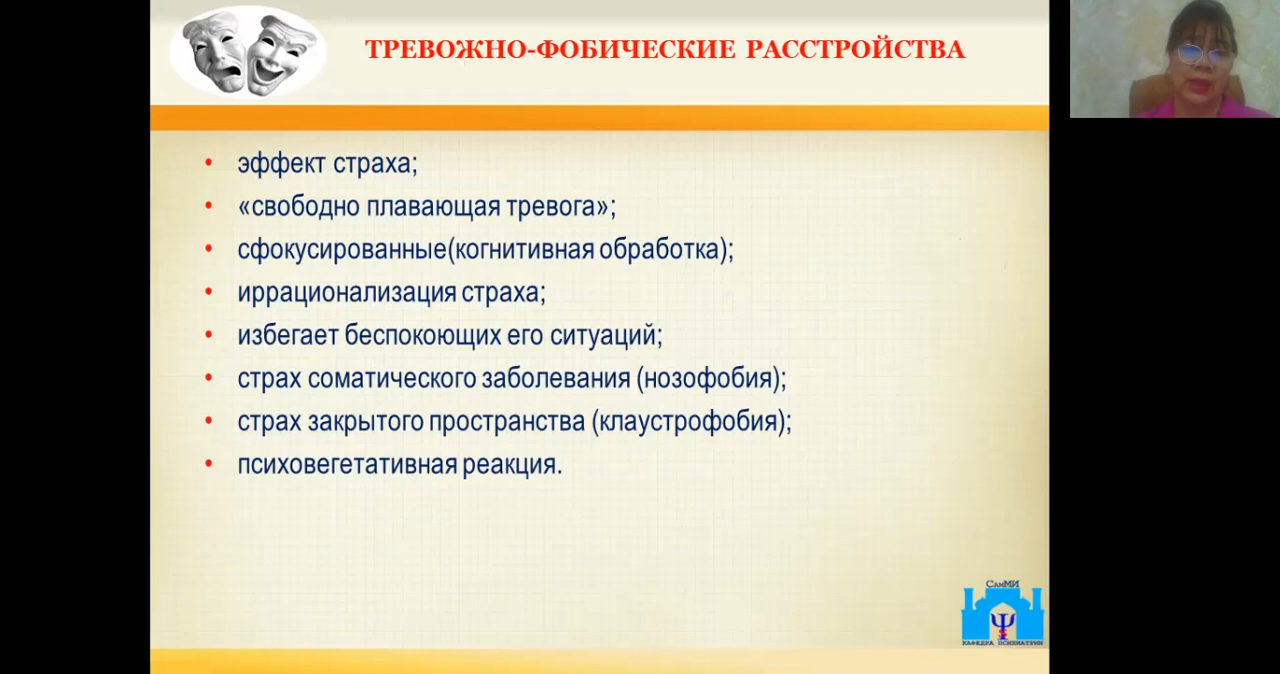 ТРЕВОЖНО-ФОБИЧЕСКИЕ РАССТРОЙСТВА
• эффект страха;
• «свободно плавающая тревога»;
• сфокусированные(когнитивная обработка);
• иррационализация страха;
• избегает беспокоющих его ситуаций;
• страх соматического заболевания (нозофобия);
• страх закрытого пространства (клаустрофобия);
• психовегетативная реакция.
СамМИ
Ψ
КАФЕДРА ПСИХИАТРИИ